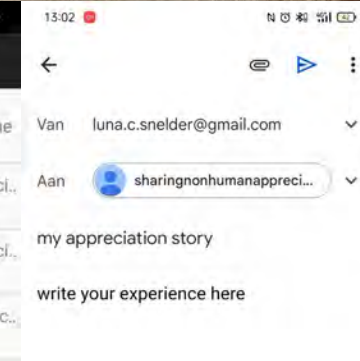 13:02
Van luna.c.snelder@gmail.com
Aan sharingnonhumanappreci...
my appreciation story
write your experience here